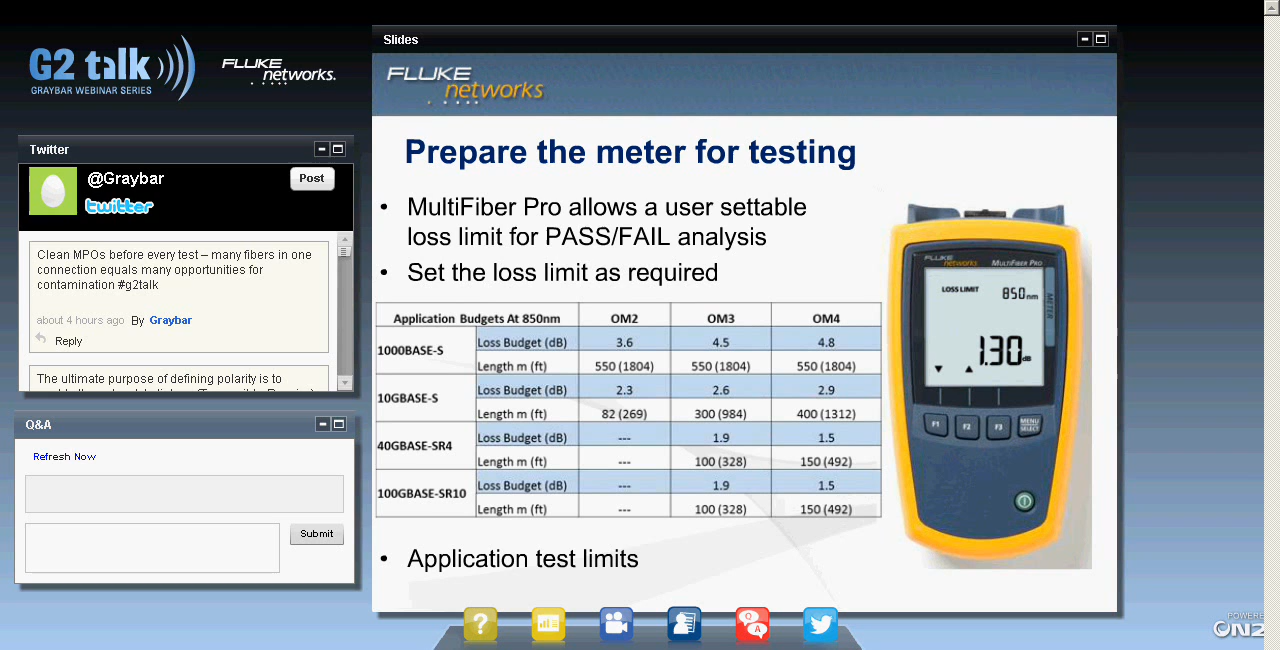 G2 talk
GRAYBAR WEBINAR SERIES
FLUKE
networks.
Twitter
@Graybar
twitter
Post
Clean MPOs before every test – many fibers in one
connection equals many opportunities for
contamination #g2talk
about 4 hours ago By Graybar
Reply
The ultimate purpose of defining polarity is to
Q&A
Refresh Now
Submit
Slides
FLUKE
networks
Prepare the meter for testing
• MultiFiber Pro allows a user settable
loss limit for PASS/FAIL analysis
• Set the loss limit as required
Application Budgets At 850nm OM2 OM3 OM4
1000BASE-S
Loss Budget (dB) 3.6 4.5 4.8
Length m (ft) 550 (1804) 550 (1804) 550 (1804)
10GBASE-S
Loss Budget (dB) 2.3 2.6 2.9
Length m (ft) 82 (269) 300 (984) 400 (1312)
40GBASE-SR4
Loss Budget (dB) --- 1.9 1.5
Length m (ft) --- 100 (328) 150 (492)
100GBASE-SR10
Loss Budget (dB) --- 1.9 1.5
Length m (ft) --- 100 (328) 150 (492)
• Application test limits
FLUKE
networks MULTIFIBER PRO
LOSS LIMIT 850nm
METER
1.30 dB
F1 F2 F3 MENU
SELECT
?
Q
A
POWERE
ON2